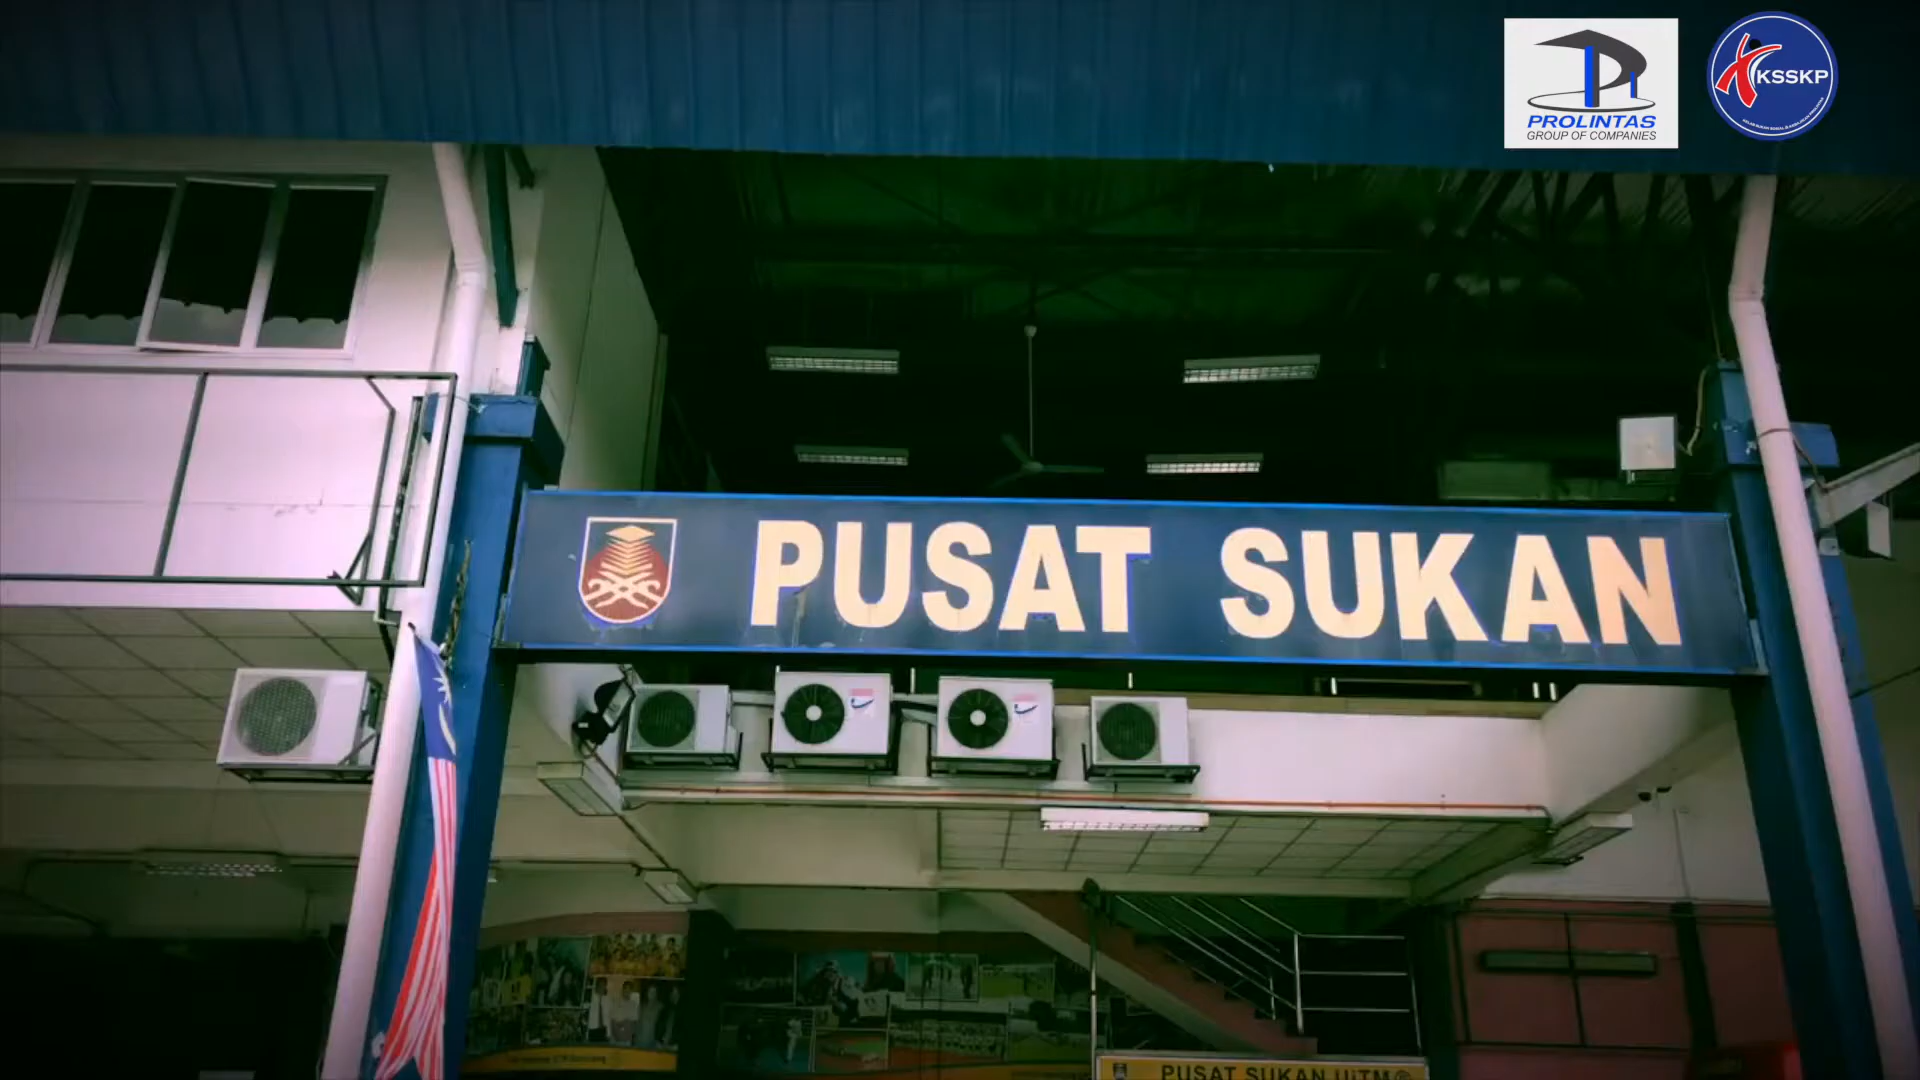 PROLINTAS
GROUP OF COMPANIES
KSSKP
PUSAT SUKAN
PUSAT SUKAN UiTM